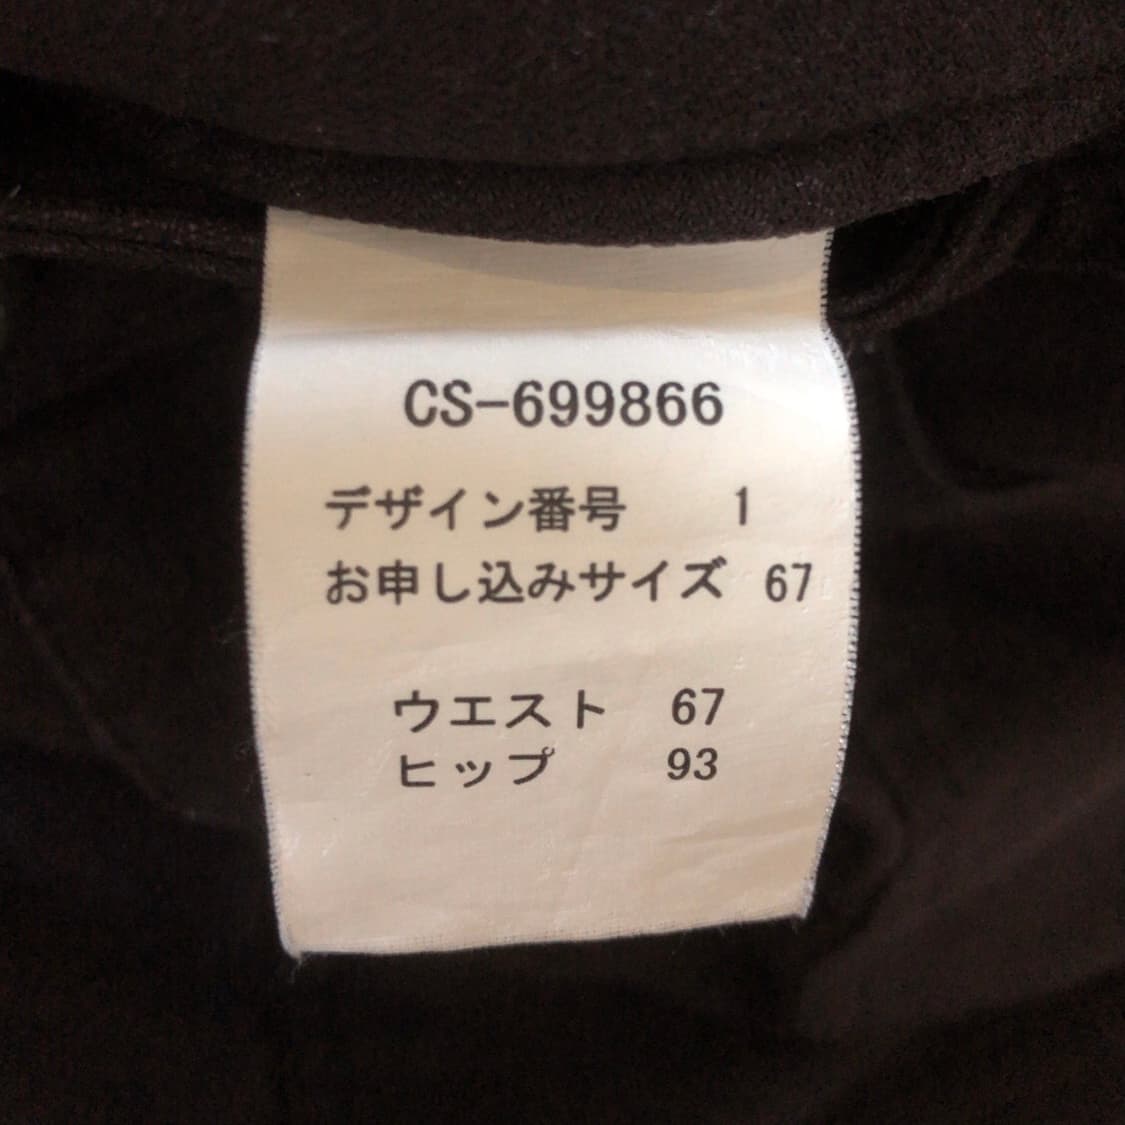 CS-699866
デザイン番号 1
お申し込みサイズ 67
ウエスト 67
ヒップ 93